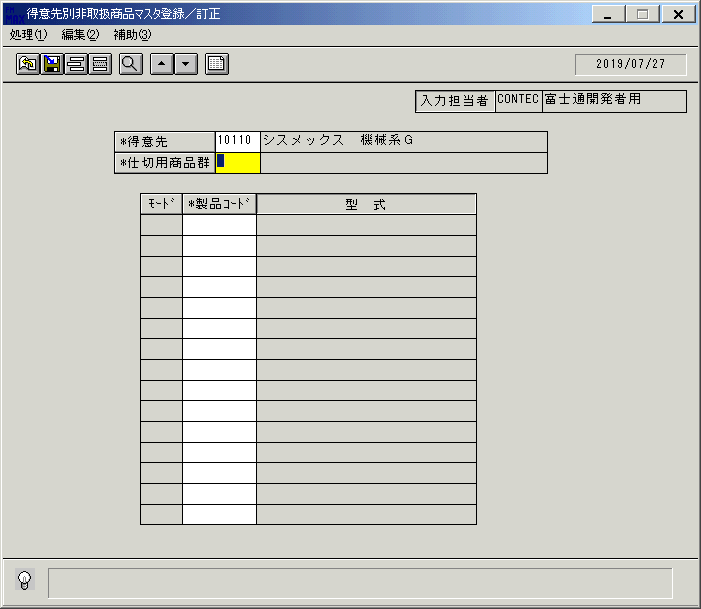 得意先別非取扱商品マスタ登録／訂正
処理(1) 編集(2) 補助(3)
2019/07/27
入力担当者 CONTEC 富士通開発者用
*得意先 10110 シスメックス 機械系Ｇ
*仕切用商品群
ﾓｰﾄﾞ *製品ｺｰﾄﾞ 型 式